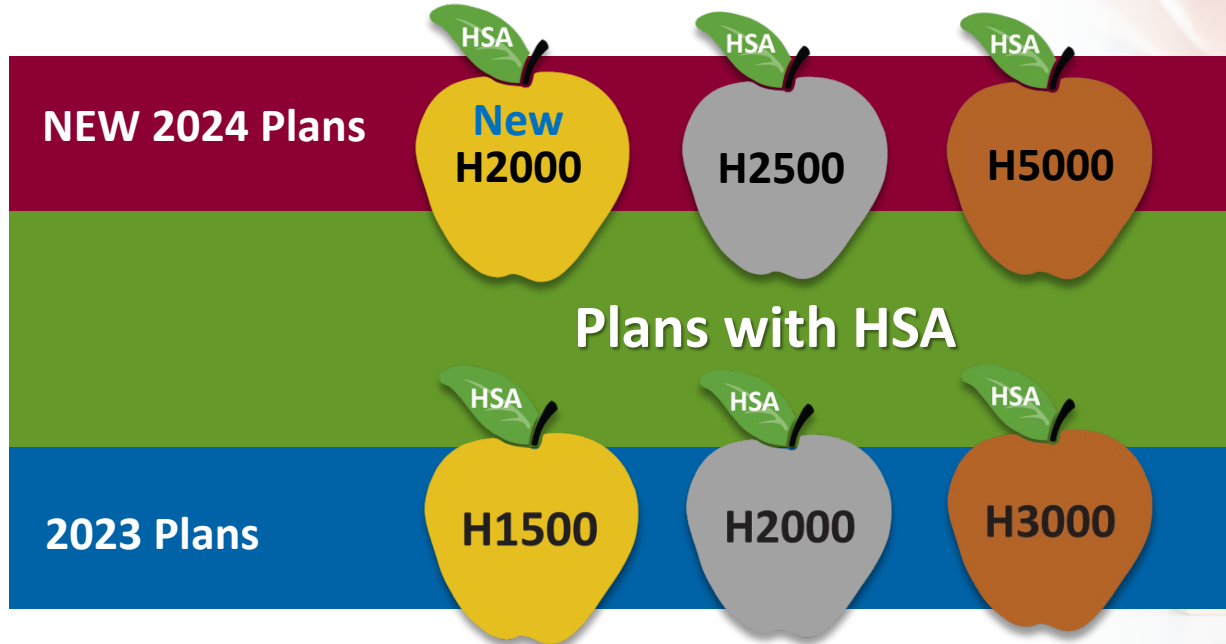 HSA
HSA
HSA
NEW 2024 Plans
New
H2000
H2500
H5000
Plans with HSA
HSA
HSA
HSA
2023 Plans
H1500
H2000
H3000